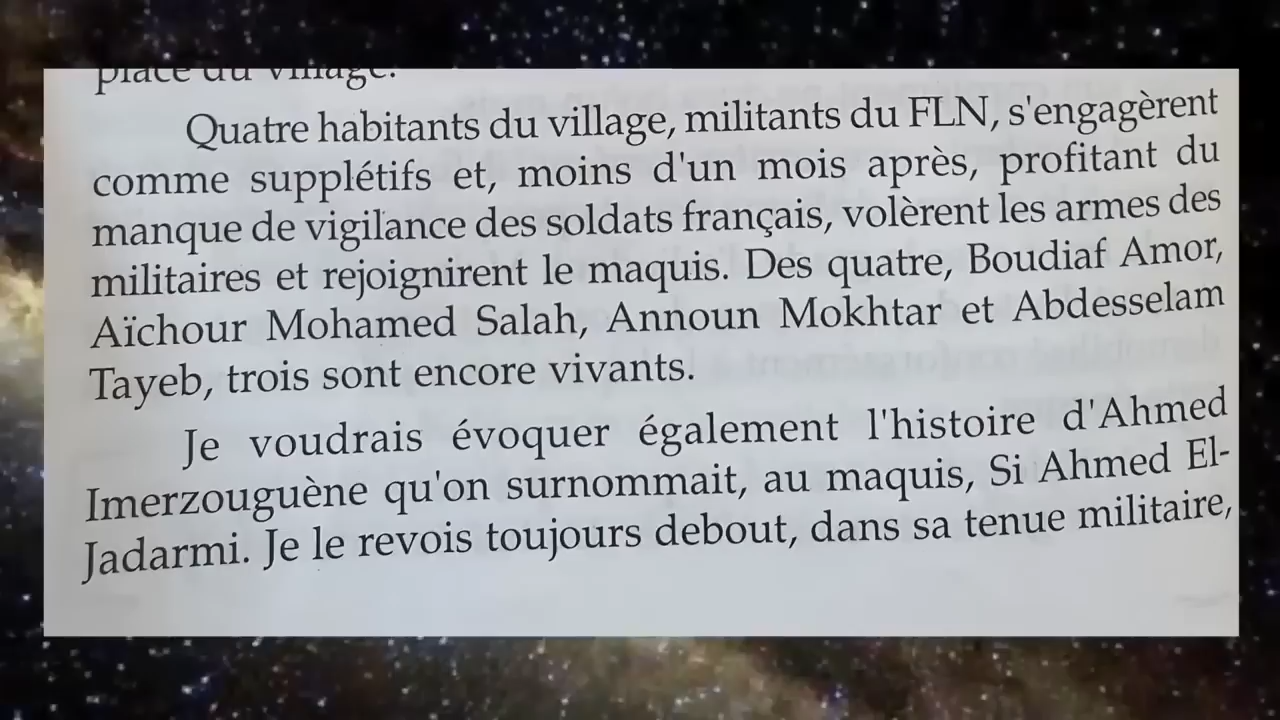 place du village.
Quatre habitants du village, militants du FLN, s'engagèrent
comme supplétifs et, moins d'un mois après, profitant du
manque de vigilance des soldats français, volèrent les armes des
militaires et rejoignirent le maquis. Des quatre, Boudiaf Amor,
Aïchour Mohamed Salah, Announ Mokhtar et Abdesselam
Tayeb, trois sont encore vivants.
Je voudrais évoquer également l'histoire d'Ahmed
Imerzouguène qu'on surnommait, au maquis, Si Ahmed El-
Jadarmi. Je le revois toujours debout, dans sa tenue militaire,